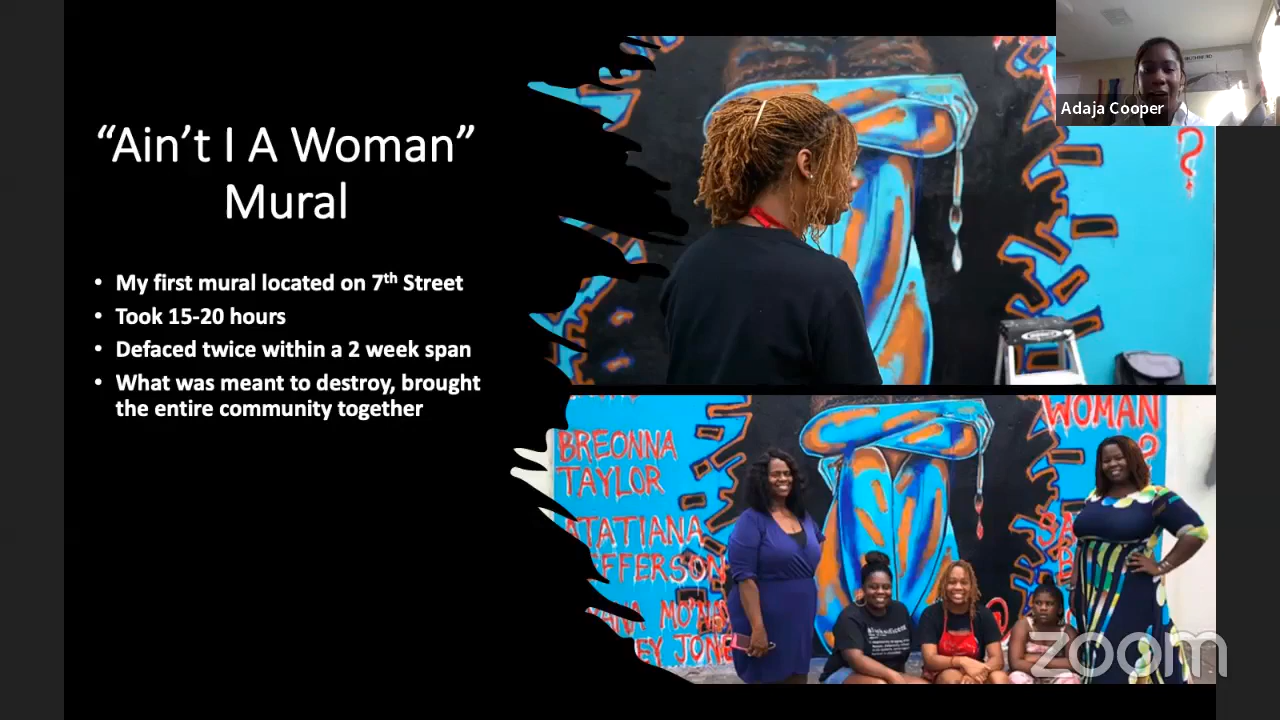 “Ain’t I A Woman”
Mural
• My first mural located on 7th Street
• Took 15-20 hours
• Defaced twice within a 2 week span
• What was meant to destroy, brought
the entire community together
Adaja Cooper
?
BREONNA
TAYLOR
ATATIANA
JEFFERSON
WOMAN
?
zoom